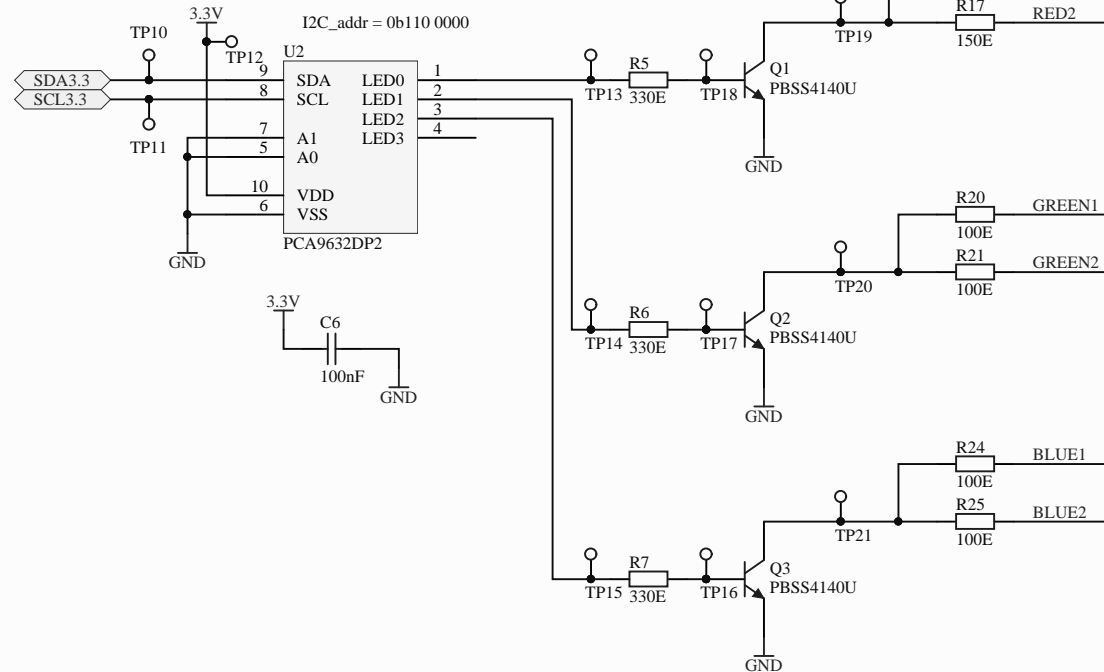 3.3V
I2C_addr = 0b110 0000
R17
RED2
TP10
TP19
150E
TP12
U2
SDA3.3
9
SDA
LED0
1
R5
Q1
SCL3.3
8
SCL
LED1
2
TP13
330E
TP18
PBSS4140U
LED2
3
TP11
7
A1
LED3
4
5
A0
GND
10
VDD
6
VSS
R20
GREEN1
100E
PCA9632DP2
GND
R21
GREEN2
TP20
100E
3.3V
C6
R6
Q2
TP14
330E
TP17
PBSS4140U
100nF
GND
GND
R24
BLUE1
100E
R25
BLUE2
TP21
100E
R7
Q3
TP15
330E
TP16
PBSS4140U
GND